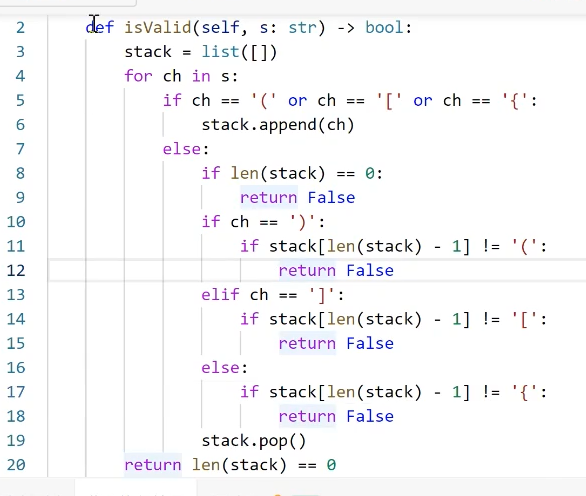 2 def isValid(self, s: str) -> bool:
3 stack = list([])
4 for ch in s:
5 if ch == '(' or ch == '[' or ch == '{':
6 stack.append(ch)
7 else:
8 if len(stack) == 0:
9 return False
10 if ch == ')':
11 if stack[len(stack) - 1] != '(':
12 return False
13 elif ch == ']':
14 if stack[len(stack) - 1] != '[':
15 return False
16 else:
17 if stack[len(stack) - 1] != '{':
18 return False
19 stack.pop()
20 return len(stack) == 0